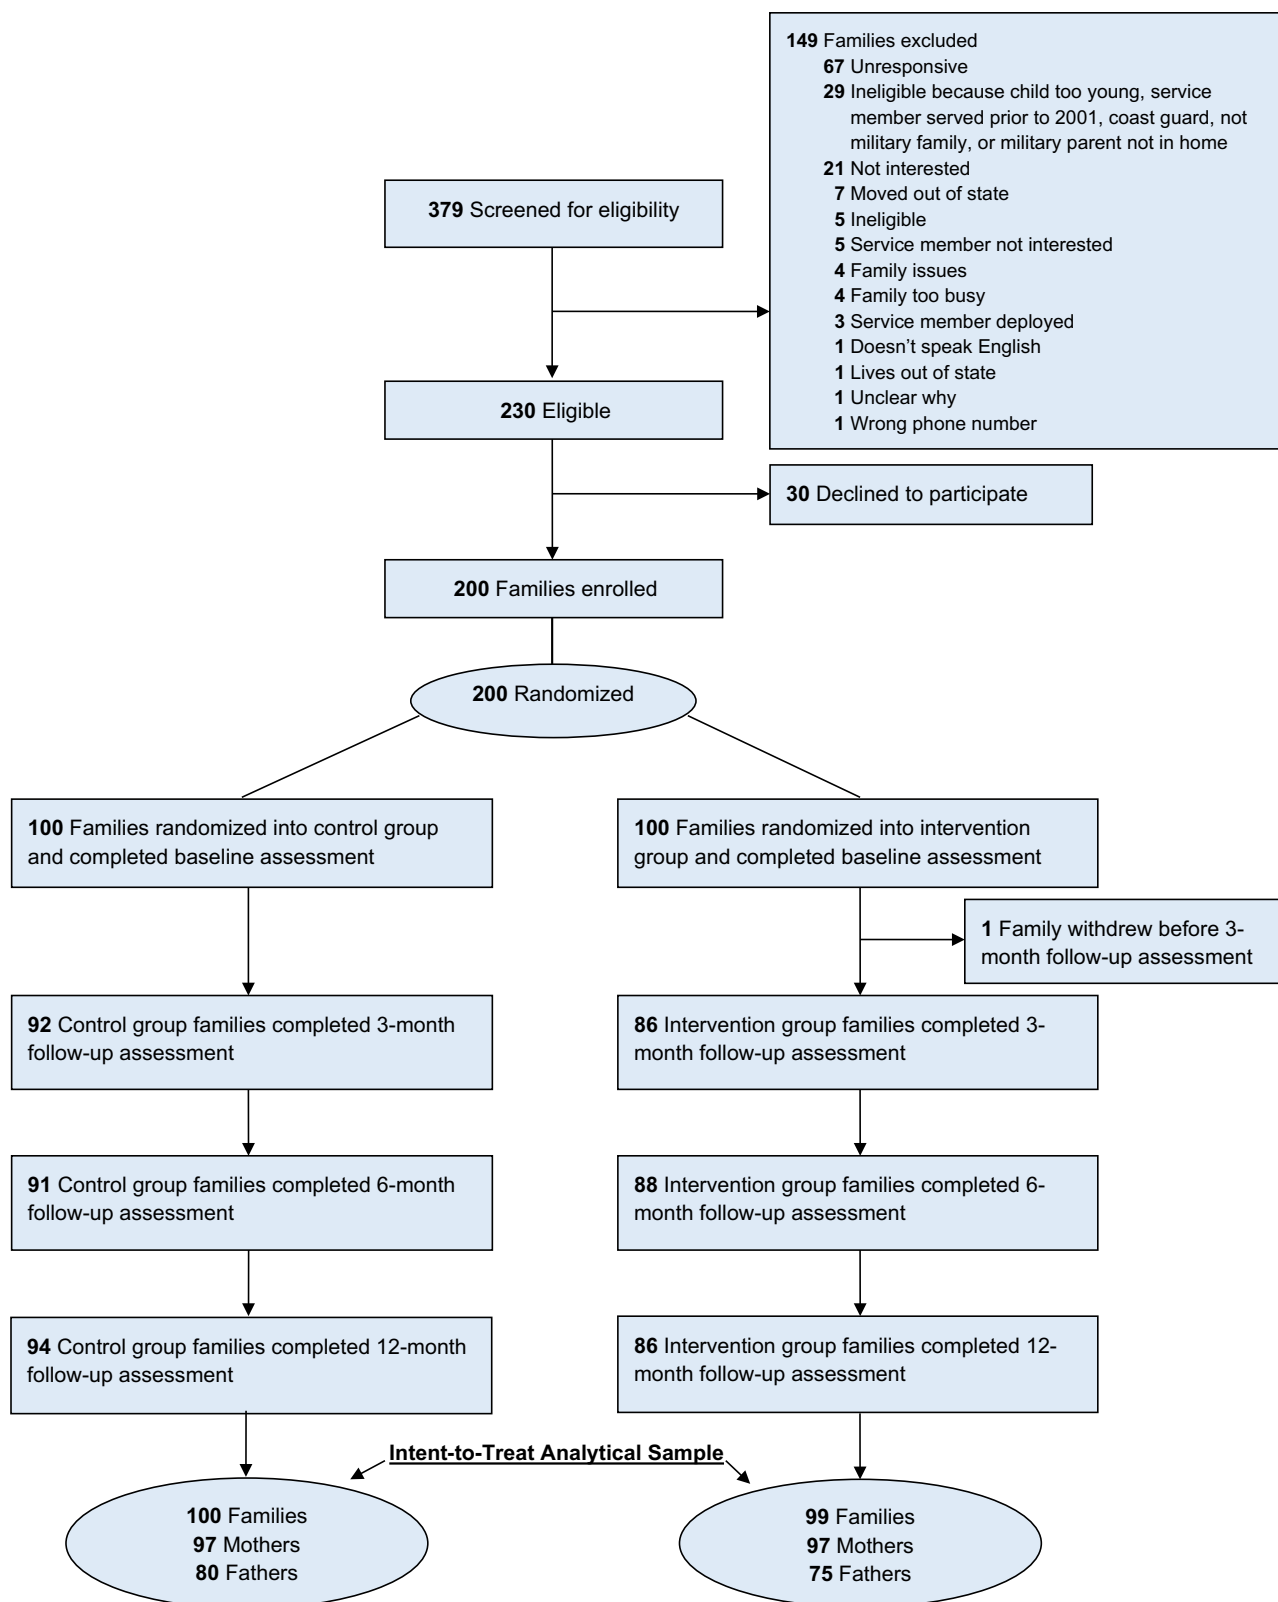 149 Families excluded
67 Unresponsive
29 Ineligible because child too young, service
member served prior to 2001, coast guard, not
military family, or military parent not in home
21 Not interested
7 Moved out of state
5 Ineligible
5 Service member not interested
4 Family issues
4 Family too busy
3 Service member deployed
1 Doesn't speak English
1 Lives out of state
1 Unclear why
1 Wrong phone number
379 Screened for eligibility
230 Eligible
30 Declined to participate
200 Families enrolled
200 Randomized
100 Families randomized into control group
and completed baseline assessment
100 Families randomized into intervention
group and completed baseline assessment
1 Family withdrew before 3-
month follow-up assessment
92 Control group families completed 3-month
follow-up assessment
86 Intervention group families completed 3-
month follow-up assessment
91 Control group families completed 6-month
follow-up assessment
88 Intervention group families completed 6-
month follow-up assessment
94 Control group families completed 12-month
follow-up assessment
86 Intervention group families completed 12-
month follow-up assessment
Intent-to-Treat Analytical Sample
100 Families
97 Mothers
80 Fathers
99 Families
97 Mothers
75 Fathers